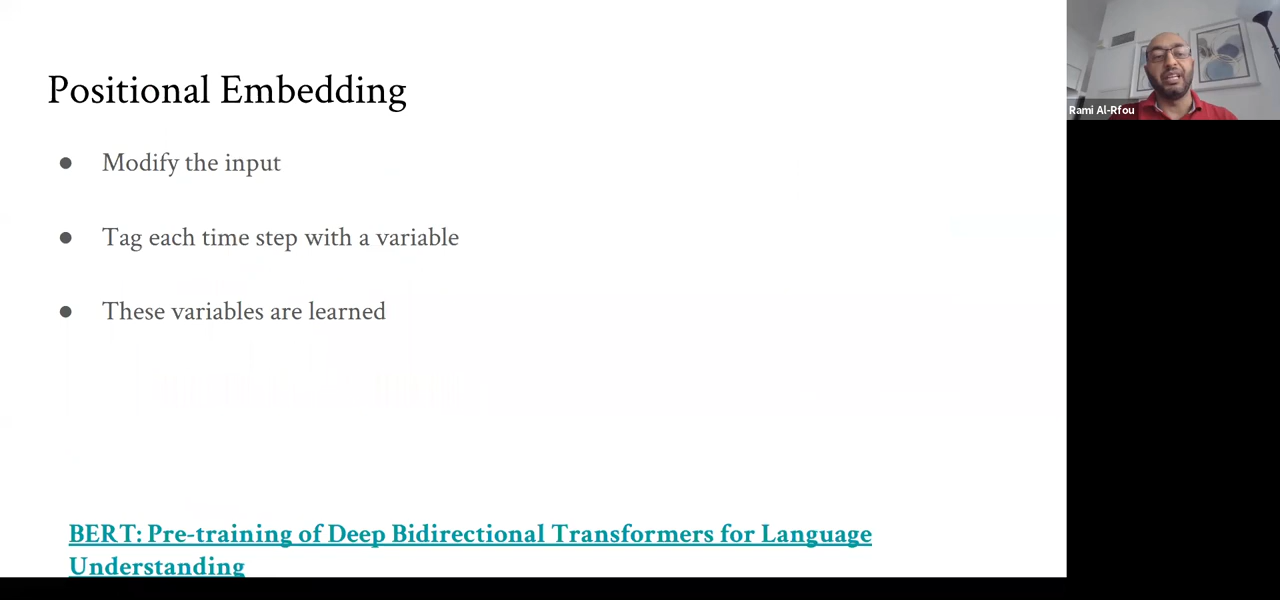 Positional Embedding
● Modify the input
● Tag each time step with a variable
● These variables are learned
BERT: Pre-training of Deep Bidirectional Transformers for Language
Understanding
Rami Al-Rfou